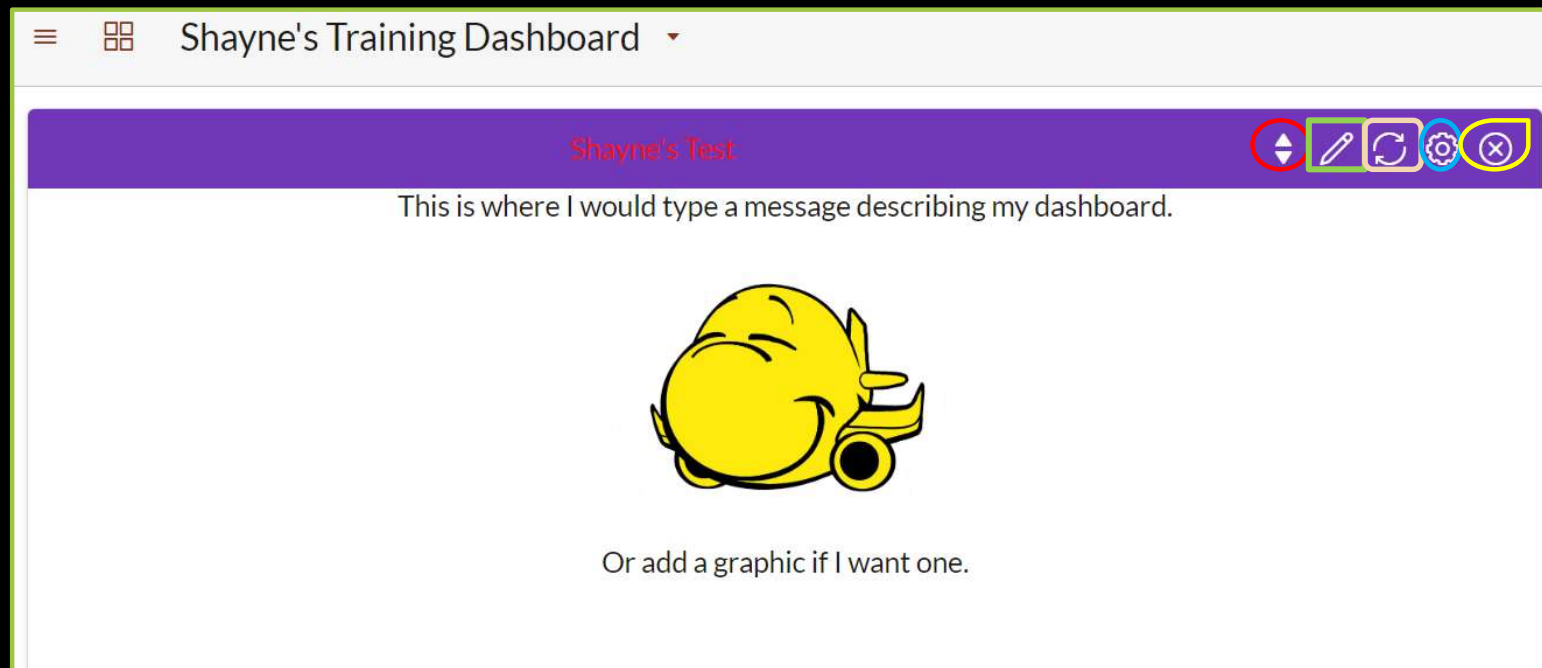 Shayne's Training Dashboard
Shayne's Test
This is where I would type a message describing my dashboard.
Or add a graphic if I want one.